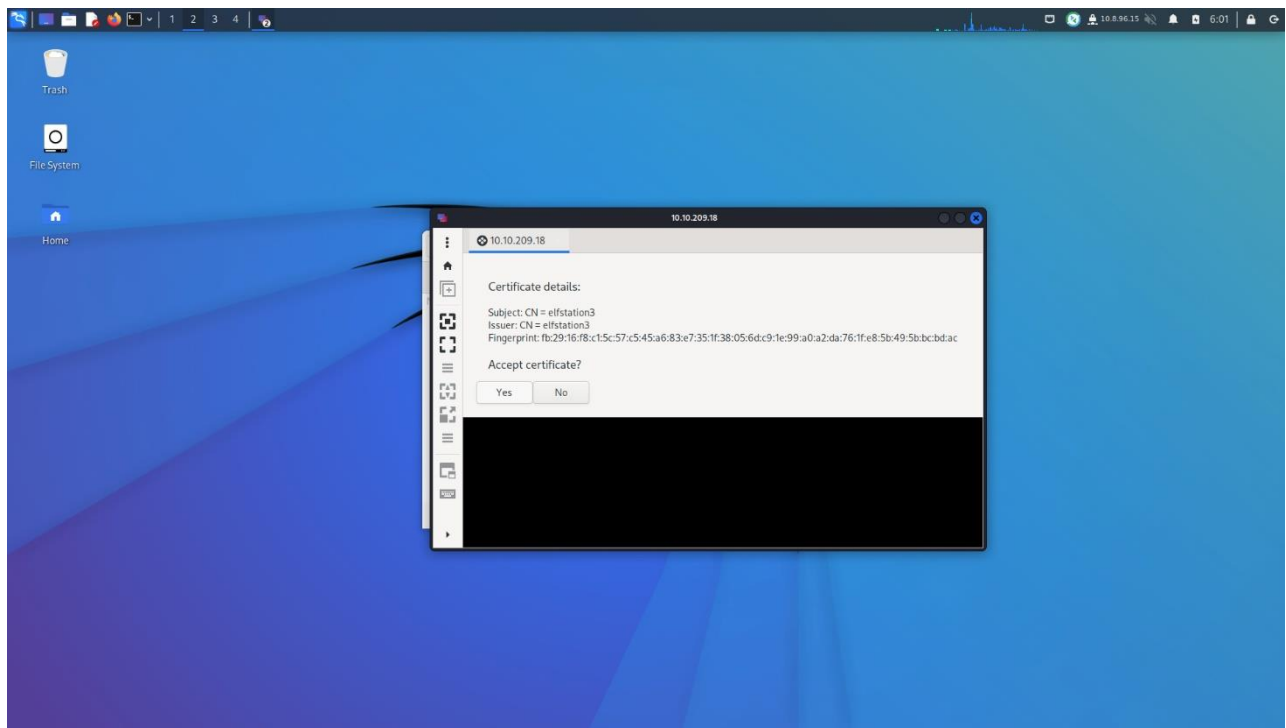 1 2 3 4
2
10.8.96.15
6:01
Trash
File System
Home
10.10.209.18
10.10.209.18
Certificate details:
Subject: CN = elfstation3
Issuer: CN = elfstation3
Fingerprint: fb:29:16:f8:c1:5c:57:c5:45:a6:83:e7:35:1f:38:05:6d:c9:1e:99:a0:a2:da:76:1f:e8:5b:49:5b:bc:bd:ac
Accept certificate?
Yes No